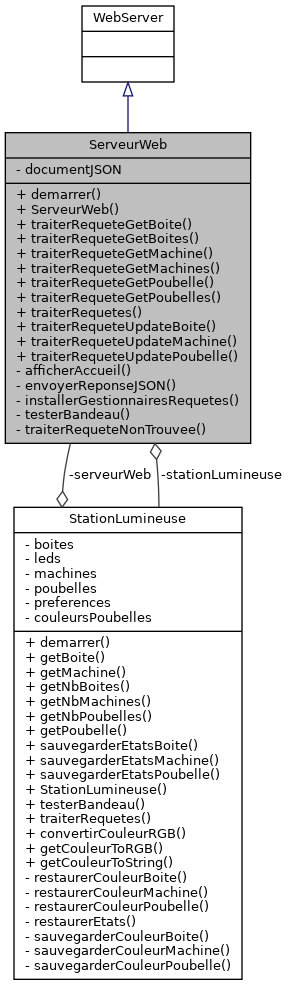 WebServer
ServeurWeb
- documentJSON
+ demarrer()
+ ServeurWeb()
+ traiterRequeteGetBoite()
+ traiterRequeteGetBoites()
+ traiterRequeteGetMachine()
+ traiterRequeteGetMachines()
+ traiterRequeteGetPoubelle()
+ traiterRequeteGetPoubelles()
+ traiterRequetes()
+ traiterRequeteUpdateBoite()
+ traiterRequeteUpdateMachine()
+ traiterRequeteUpdatePoubelle()
- afficherAccueil()
- envoyerReponseJSON()
- installerGestionnairesRequetes()
- testerBandeau()
- traiterRequeteNonTrouvee()
-serveurWeb
-stationLumineuse
StationLumineuse
- boites
- leds
- machines
- poubelles
- preferences
- couleursPoubelles
+ demarrer()
+ getBoite()
+ getMachine()
+ getNbBoites()
+ getNbMachines()
+ getNbPoubelles()
+ getPoubelle()
+ sauvegarderEtatsBoite()
+ sauvegarderEtatsMachine()
+ sauvegarderEtatsPoubelle()
+ StationLumineuse()
+ testerBandeau()
+ traiterRequetes()
+ convertirCouleurRGB()
+ getCouleurToRGB()
+ getCouleurToString()
- restaurerCouleurBoite()
- restaurerCouleurMachine()
- restaurerCouleurPoubelle()
- restaurerEtats()
- sauvegarderCouleurBoite()
- sauvegarderCouleurMachine()
- sauvegarderCouleurPoubelle()